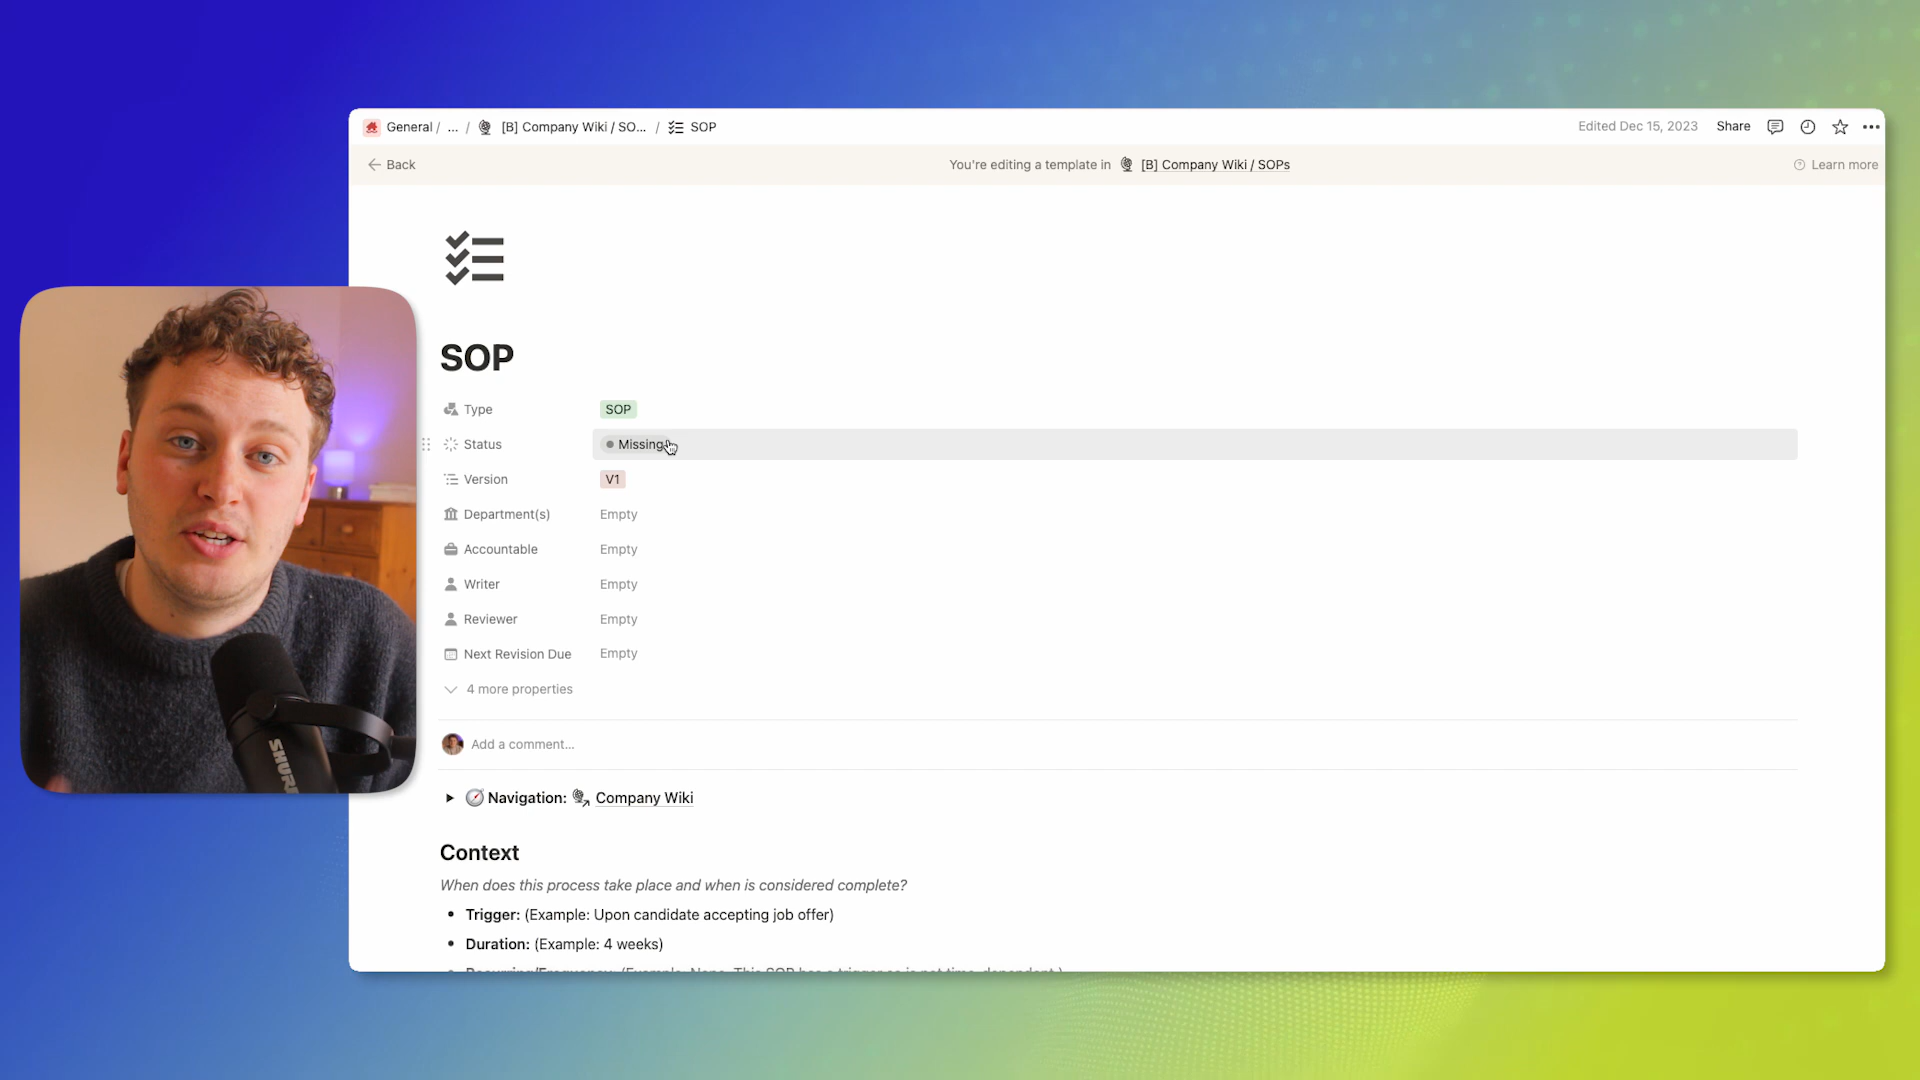 General / ... / [B] Company Wiki / SO... / SOP
Edited Dec 15, 2023 Share
Back
You're editing a template in [B] Company Wiki / SOPs
Learn more
SOP
Type SOP
Status Missing
Version V1
Department(s) Empty
Accountable Empty
Writer Empty
Reviewer Empty
Next Revision Due Empty
4 more properties
Add a comment...
Navigation: Company Wiki
Context
When does this process take place and when is considered complete?
• Trigger: (Example: Upon candidate accepting job offer)
• Duration: (Example: 4 weeks)
SHURE